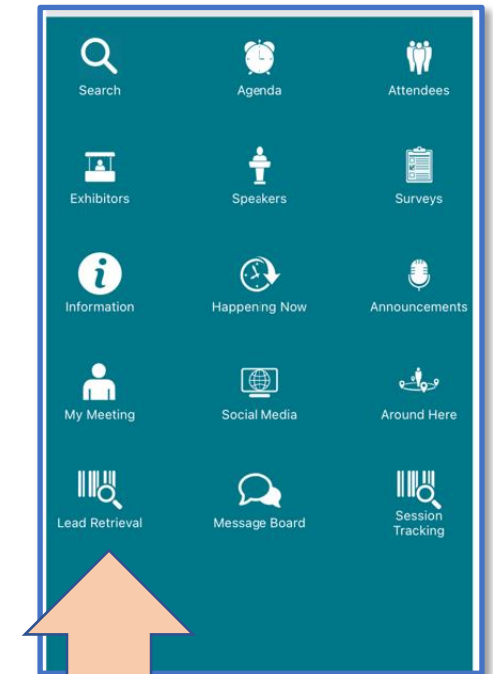 Search
Agenda
Attendees
Exhibitors
Speakers
Surveys
Information
Happening Now
Announcements
My Meeting
Social Media
Around Here
Lead Retrieval
Message Board
Session
Tracking